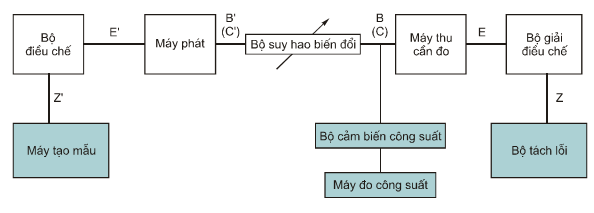 Bộ
điều chế
E'
Máy phát
B'
(C')
Bộ suy hao biến đổi
B
(C)
Máy thu
cần đo
E
Bộ giải
điều chế
Z'
Z
Máy tạo mẫu
Bộ cảm biến công suất
Bộ tách lỗi
Máy đo công suất